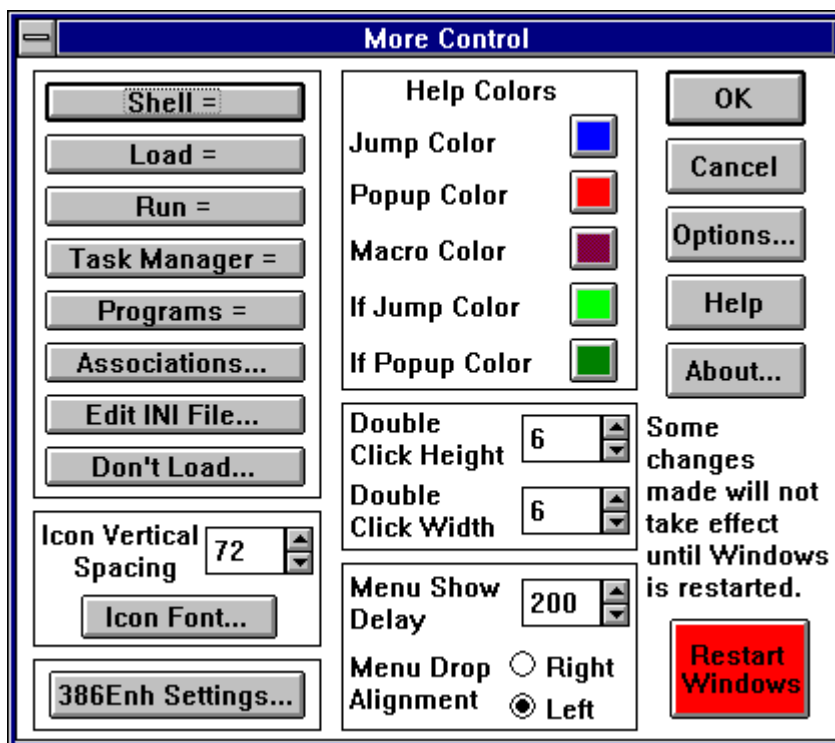 More Control
Shell =
Load =
Run =
Task Manager =
Programs =
Associations...
Edit INI File...
Don't Load...
Icon Vertical
Spacing
72
Icon Font...
386Enh Settings...
Help Colors
Jump Color
Popup Color
Macro Color
If Jump Color
If Popup Color
Double
Click Height
6
Double
Click Width
6
Menu Show
Delay
200
Menu Drop
Alignment
Right
Left
OK
Cancel
Options...
Help
About...
Some
changes
made will not
take effect
until Windows
is restarted.
Restart
Windows